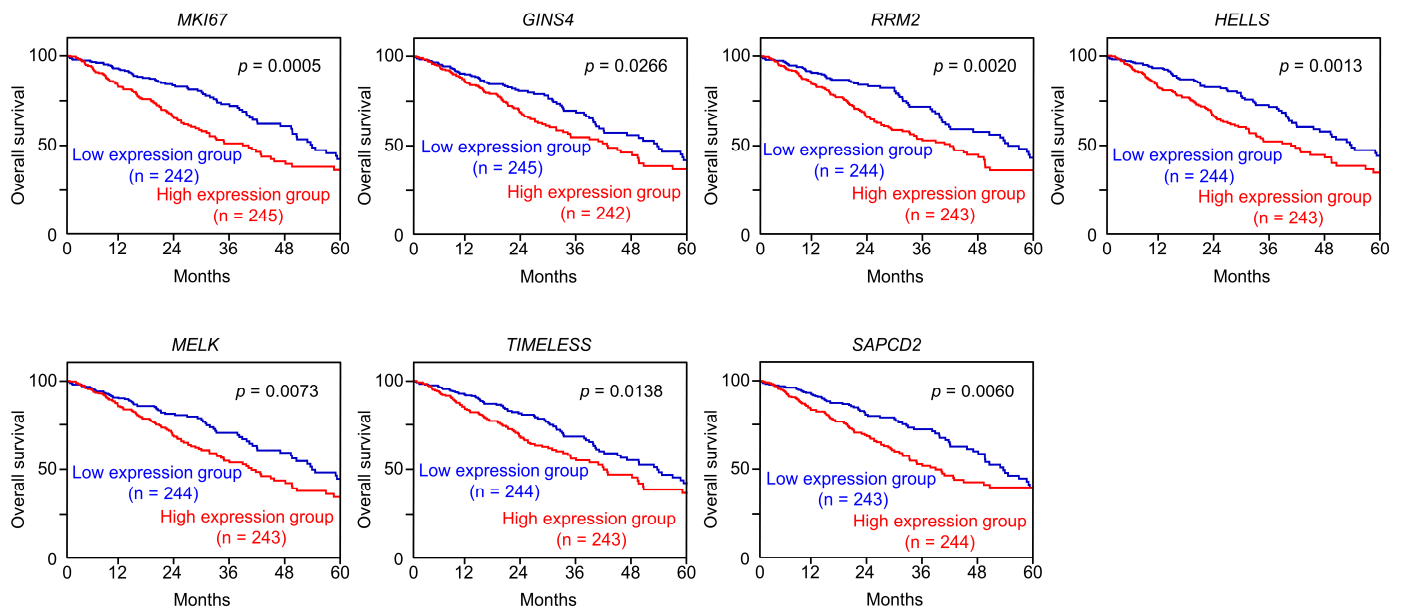 MKI67
100
50
0
Overall survival
p = 0.0005
Low expression group
(n = 242)
High expression group
(n = 245)
0 12 24 36 48 60
Months
GINS4
100
50
0
Overall survival
p = 0.0266
Low expression group
(n = 245)
High expression group
(n = 242)
0 12 24 36 48 60
Months
RRM2
100
50
0
Overall survival
p = 0.0020
Low expression group
(n = 244)
High expression group
(n = 243)
0 12 24 36 48 60
Months
HELLS
100
50
0
Overall survival
p = 0.0013
Low expression group
(n = 244)
High expression group
(n = 243)
0 12 24 36 48 60
Months
MELK
100
50
0
Overall survival
p = 0.0073
Low expression group
(n = 244)
High expression group
(n = 243)
0 12 24 36 48 60
Months
TIMELESS
100
50
0
Overall survival
p = 0.0138
Low expression group
(n = 244)
High expression group
(n = 243)
0 12 24 36 48 60
Months
SAPCD2
100
50
0
Overall survival
p = 0.0060
Low expression group
(n = 243)
High expression group
(n = 244)
0 12 24 36 48 60
Months